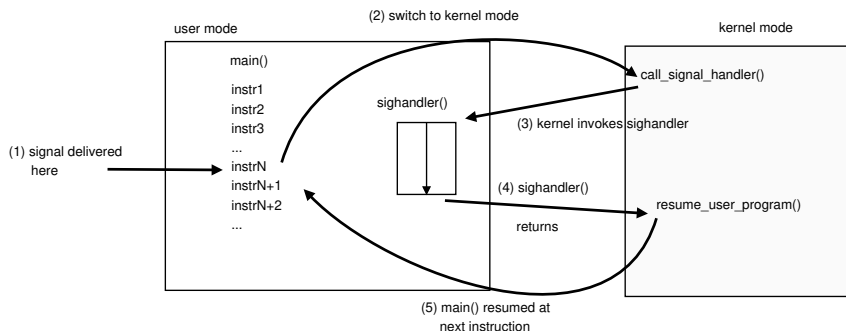 (2) switch to kernel mode
user mode
kernel mode
main()
instr1
instr2
instr3
...
instrN
instrN+1
instrN+2
...
(1) signal delivered
here
sighandler()
call_signal_handler()
(3) kernel invokes sighandler
(4) sighandler()
returns
resume_user_program()
(5) main() resumed at
next instruction